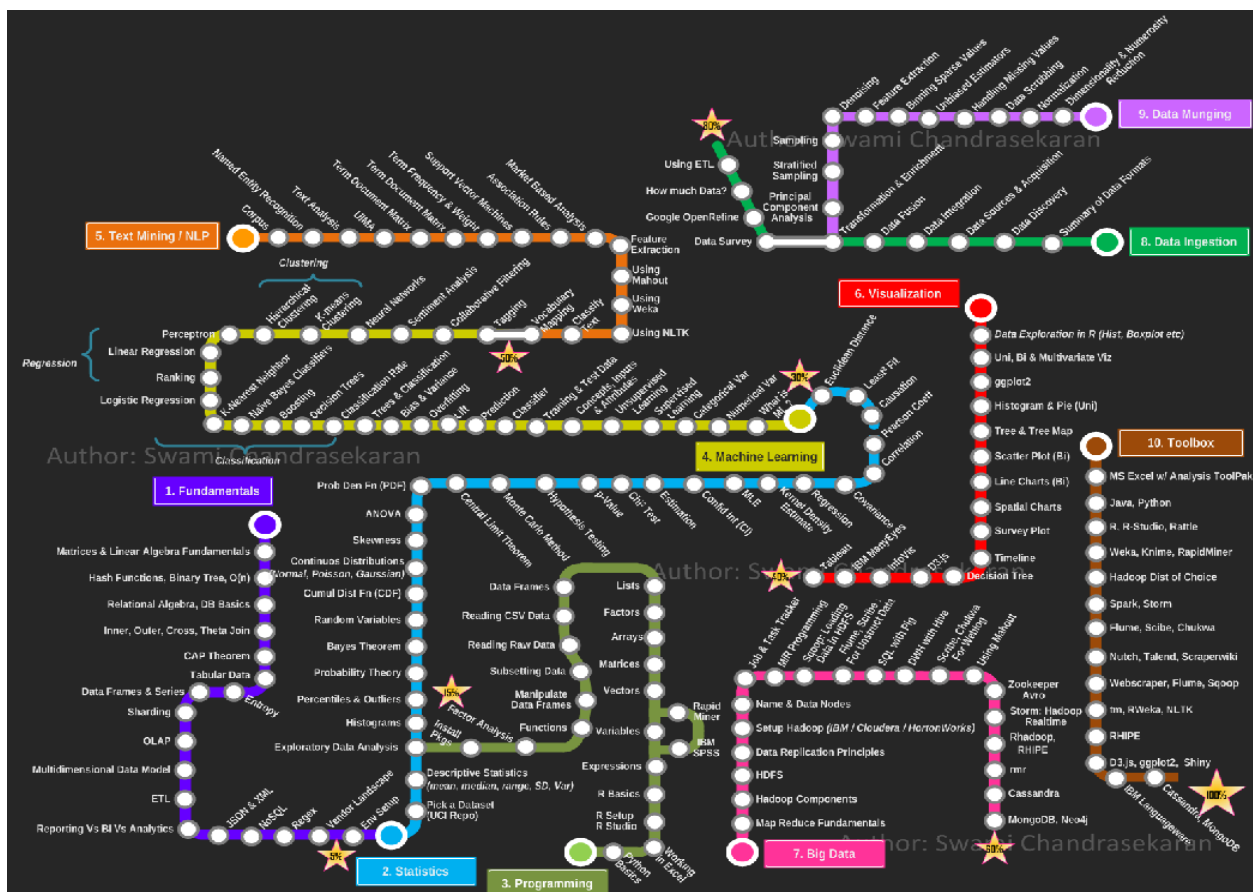 Denoising
Feature Extraction
Binning Sparse Values
Unbiased Estimators
Handling Missing Values
Data Scrubbing
Normalization
Dimensionality & Numerosity
Reduction
9. Data Munging
Author: Swami Chandrasekaran
80%
Sampling
Stratified
Sampling
Principal
Component
Analysis
Using ETL
How much Data?
Google OpenRefine
Data Survey
Transformation & Enrichment
Data Fusion
Data Integration
Data Sources & Acquisition
Data Discovery
Summary of Data Formats
8. Data Ingestion
5. Text Mining / NLP
Corpus
Named Entity Recognition
Text Analysis
UIMA
Term Document Matrix
Term Document Matrix
Term Frequency & Weight
Support Vector Machines
Association Rules
Market Based Analysis
Feature
Extraction
Using
Mahout
Using
Weka
Using NLTK
Classify
Text
Vocabulary
Mapping
Tagging
50%
Collaborative Filtering
Sentiment Analysis
Neural Networks
K-means
Clustering
Hierarchical
Clustering
Clustering
Perceptron
Linear Regression
Ranking
Logistic Regression
Regression
K-Nearest Neighbor
Naive Bayes Classifiers
Boosting
Decision Trees
Classification Rate
Trees & Classification
Bias & Variance
Overfitting
Lift
Prediction
Classifier
Training & Test Data
Concepts, Inputs
& Attributes
Unsupervised
Learning
Supervised
Learning
Categorical Var
Numerical Var
What is
ML?
Classification
Author: Swami Chandrasekaran
30%
4. Machine Learning
Euclidean Distance
Least Fit
Causation
Pearson Coeff
Correlation
Covariance
Regression
Kernel Density
Estimate
MLE
Confid Int (CI)
Estimation
Chi-Test
p-Value
Hypothesis Testing
Monte Carlo Method
Central Limit Theorem
Prob Den Fn (PDF)
ANOVA
Skewness
Continuos Distributions
(Normal, Poisson, Gaussian)
Cumul Dist Fn (CDF)
Random Variables
Bayes Theorem
Probability Theory
Percentiles & Outliers
Histograms
Exploratory Data Analysis
Descriptive Statistics
(mean, median, range, SD, Var)
Pick a Dataset
(UCI Repo)
2. Statistics
1. Fundamentals
Matrices & Linear Algebra Fundamentals
Hash Functions, Binary Tree, O(n)
Relational Algebra, DB Basics
Inner, Outer, Cross, Theta Join
CAP Theorem
Tabular Data
Entropy
Data Frames & Series
Sharding
OLAP
Multidimensional Data Model
ETL
Reporting Vs BI Vs Analytics
JSON & XML
NoSQL
Regex
Vendor Landscape
Env Setup
5%
15%
Install
Pkgs
Factor Analysis
Functions
Manipulate
Data Frames
Subsetting Data
Reading Raw Data
Reading CSV Data
Data Frames
Lists
Factors
Arrays
Matrices
Vectors
Variables
Rapid
Miner
IBM
SPSS
Expressions
R Basics
R Setup
R Studio
Working
in Excel
Python
Basics
3. Programming
6. Visualization
Data Exploration in R (Hist, Boxplot etc)
Uni, Bi & Multivariate Viz
ggplot2
Histogram & Pie (Uni)
Tree & Tree Map
Scatter Plot (Bi)
Line Charts (Bi)
Spatial Charts
Survey Plot
Timeline
Decision Tree
D3.js
InfoVis
IBM ManyEyes
Tableau
Author: Swami Chandrasekaran
Job & Task Tracker
M/R Programming
Sqoop: Loading
Data in HDFS
Flume, Scribe :
For Unstruct Data
SQL with Pig
DWH with Hive
Scribe, Chukwa
For Weblog
Using Mahout
Zookeeper
Avro
Storm: Hadoop
Realtime
Rhadoop,
RHIPE
rmr
Cassandra
MongoDB, Neo4j
Name & Data Nodes
Setup Hadoop (IBM / Cloudera / HortonWorks)
Data Replication Principles
HDFS
Hadoop Components
Map Reduce Fundamentals
7. Big Data
Author: Swami Chandrasekaran
10. Toolbox
MS Excel w/ Analysis ToolPak
Java, Python
R. R-Studio, Rattle
Weka, Knime, RapidMiner
Hadoop Dist of Choice
Spark, Storm
Flume, Scibe, Chukwa
Nutch, Talend, Scraperwiki
Webscraper, Flume, Sqoop
tm, RWeka, NLTK
RHIPE
D3.js, ggplot2, Shiny
IBM Languageware
Cassandra, MongoDB
100%